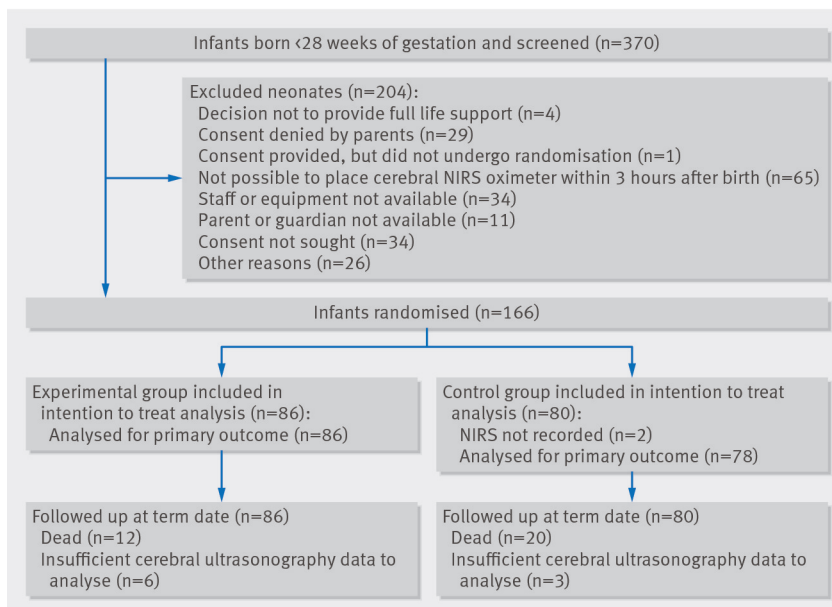 Infants born <28 weeks of gestation and screened (n=370)
Excluded neonates (n=204):
Decision not to provide full life support (n=4)
Consent denied by parents (n=29)
Consent provided, but did not undergo randomisation (n=1)
Not possible to place cerebral NIRS oximeter within 3 hours after birth (n=65)
Staff or equipment not available (n=34)
Parent or guardian not available (n=11)
Consent not sought (n=34)
Other reasons (n=26)
Infants randomised (n=166)
Experimental group included in
intention to treat analysis (n=86):
Analysed for primary outcome (n=86)
Control group included in intention to treat
analysis (n=80):
NIRS not recorded (n=2)
Analysed for primary outcome (n=78)
Followed up at term date (n=86)
Dead (n=12)
Insufficient cerebral ultrasonography data to
analyse (n=6)
Followed up at term date (n=80)
Dead (n=20)
Insufficient cerebral ultrasonography data to
analyse (n=3)